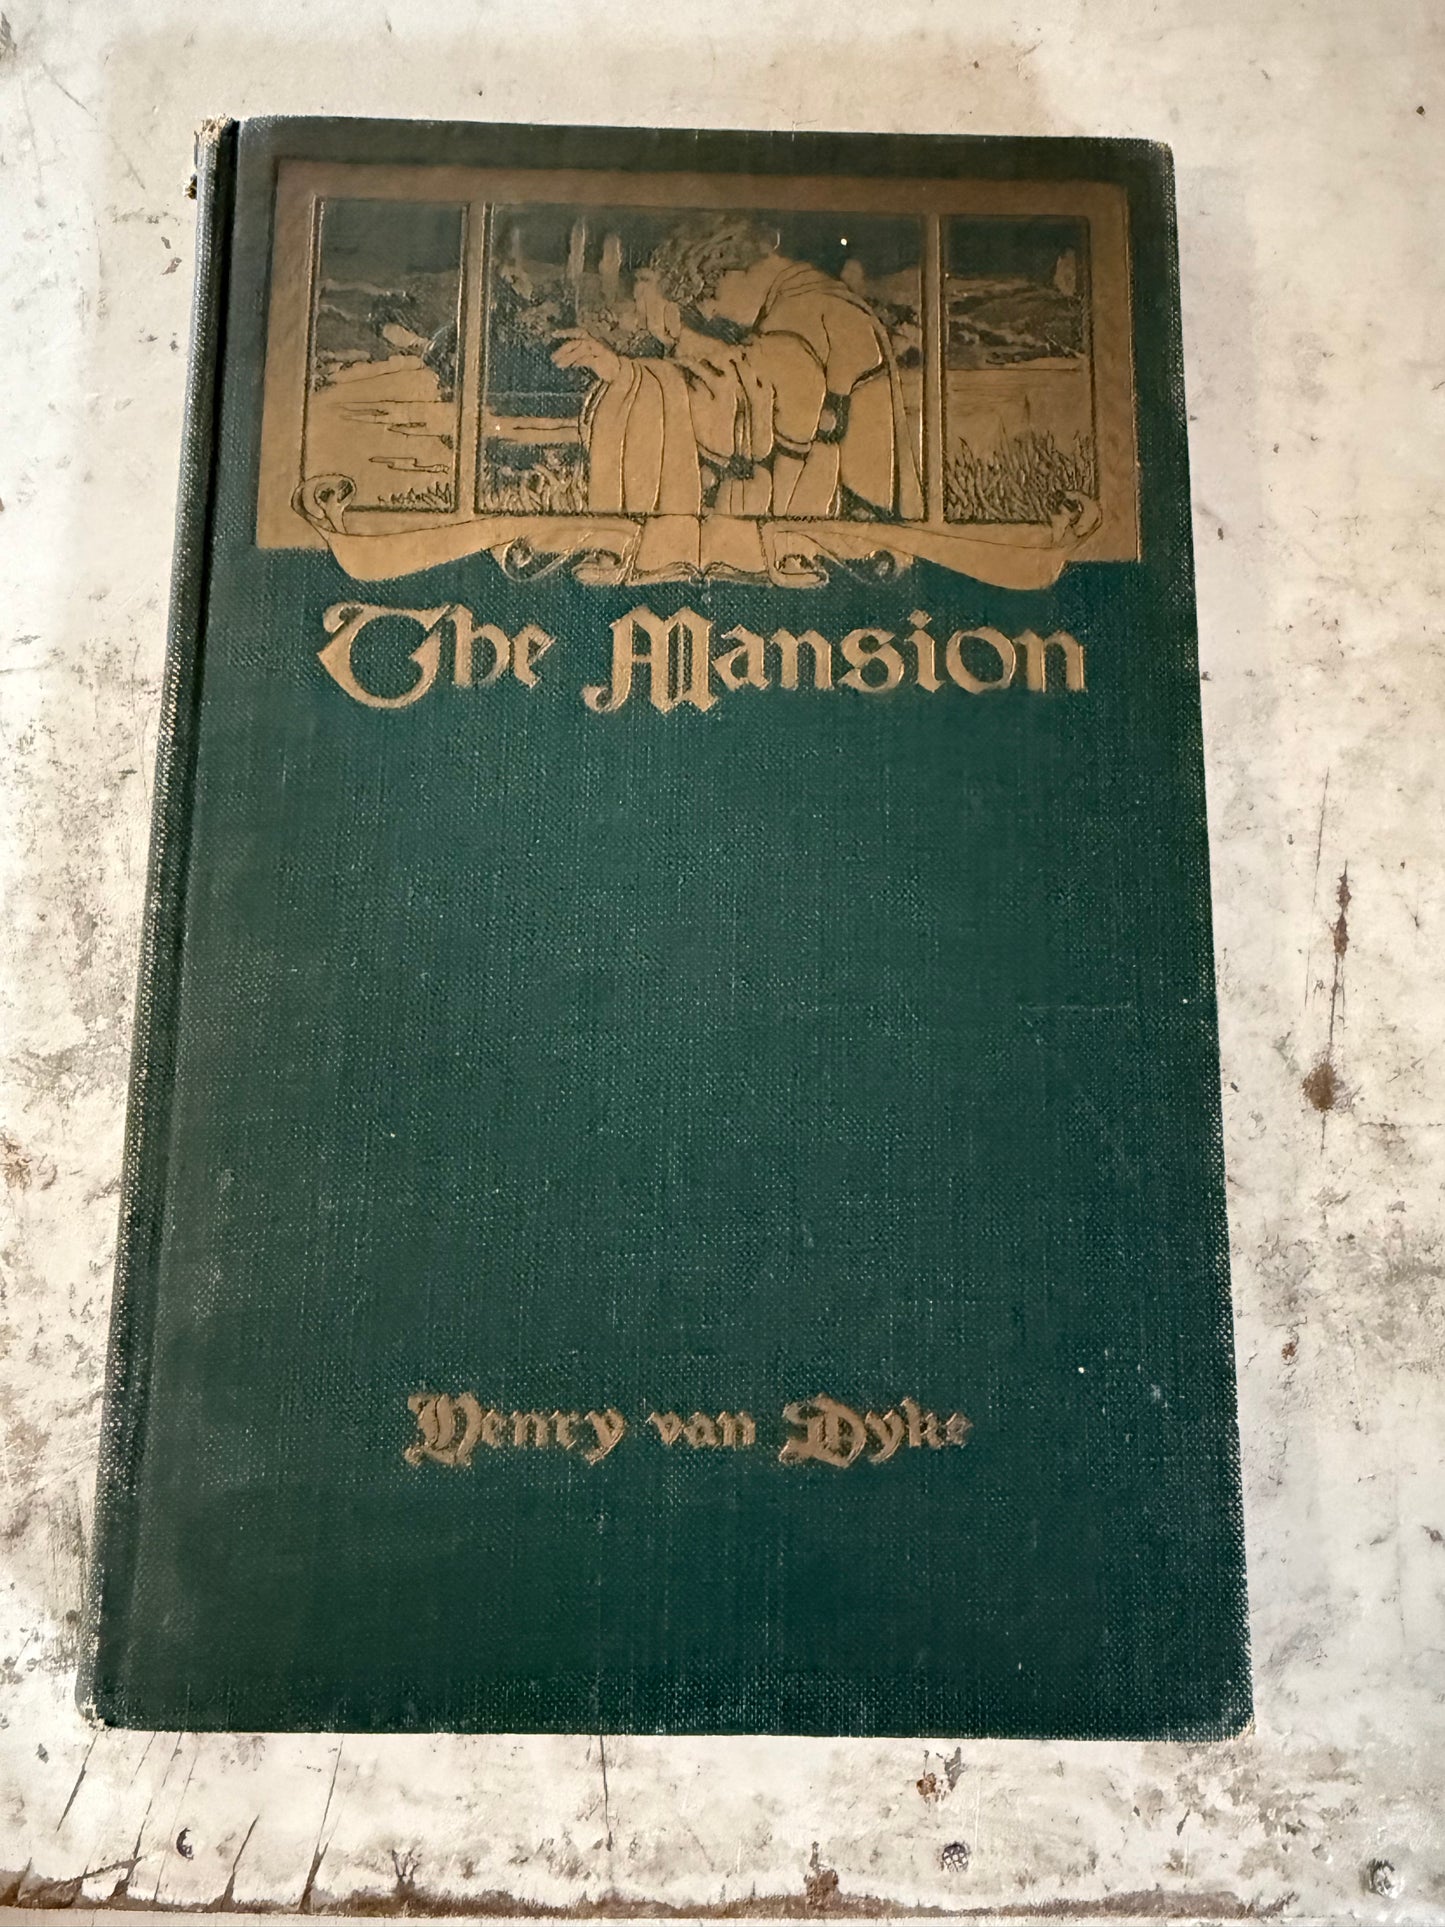 The Mansion
Henry van Dyke